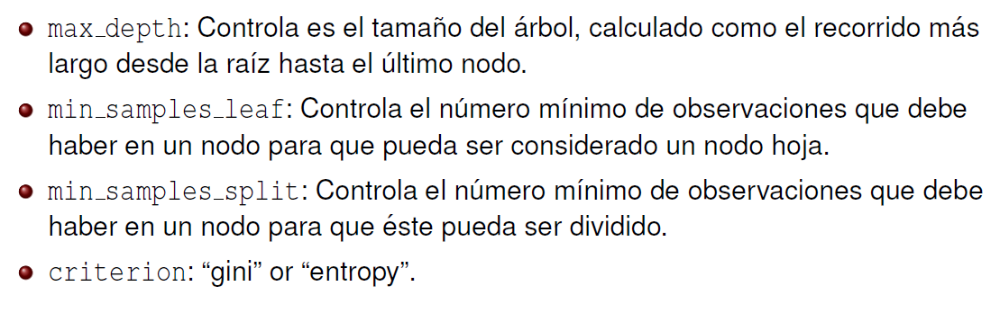 max_depth: Controla es el tamaño del árbol, calculado como el recorrido más
largo desde la raíz hasta el último nodo.
min_samples_leaf: Controla el número mínimo de observaciones que debe
haber en un nodo para que pueda ser considerado un nodo hoja.
min_samples_split: Controla el número mínimo de observaciones que debe
haber en un nodo para que éste pueda ser dividido.
criterion: “gini” or “entropy”.